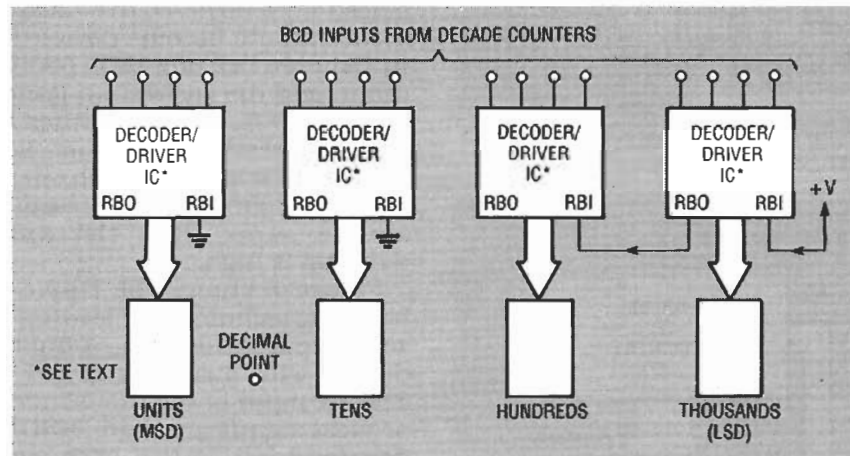 BCD INPUTS FROM DECADE COUNTERS
DECODER/
DRIVER
IC*
RBO RBI
DECODER/
DRIVER
IC*
RBO RBI
DECODER/
DRIVER
IC*
RBO RBI
DECODER/
DRIVER
IC*
RBO RBI
+V
*SEE TEXT
UNITS
(MSD)
DECIMAL
POINT
TENS
HUNDREDS
THOUSANDS
(LSD)